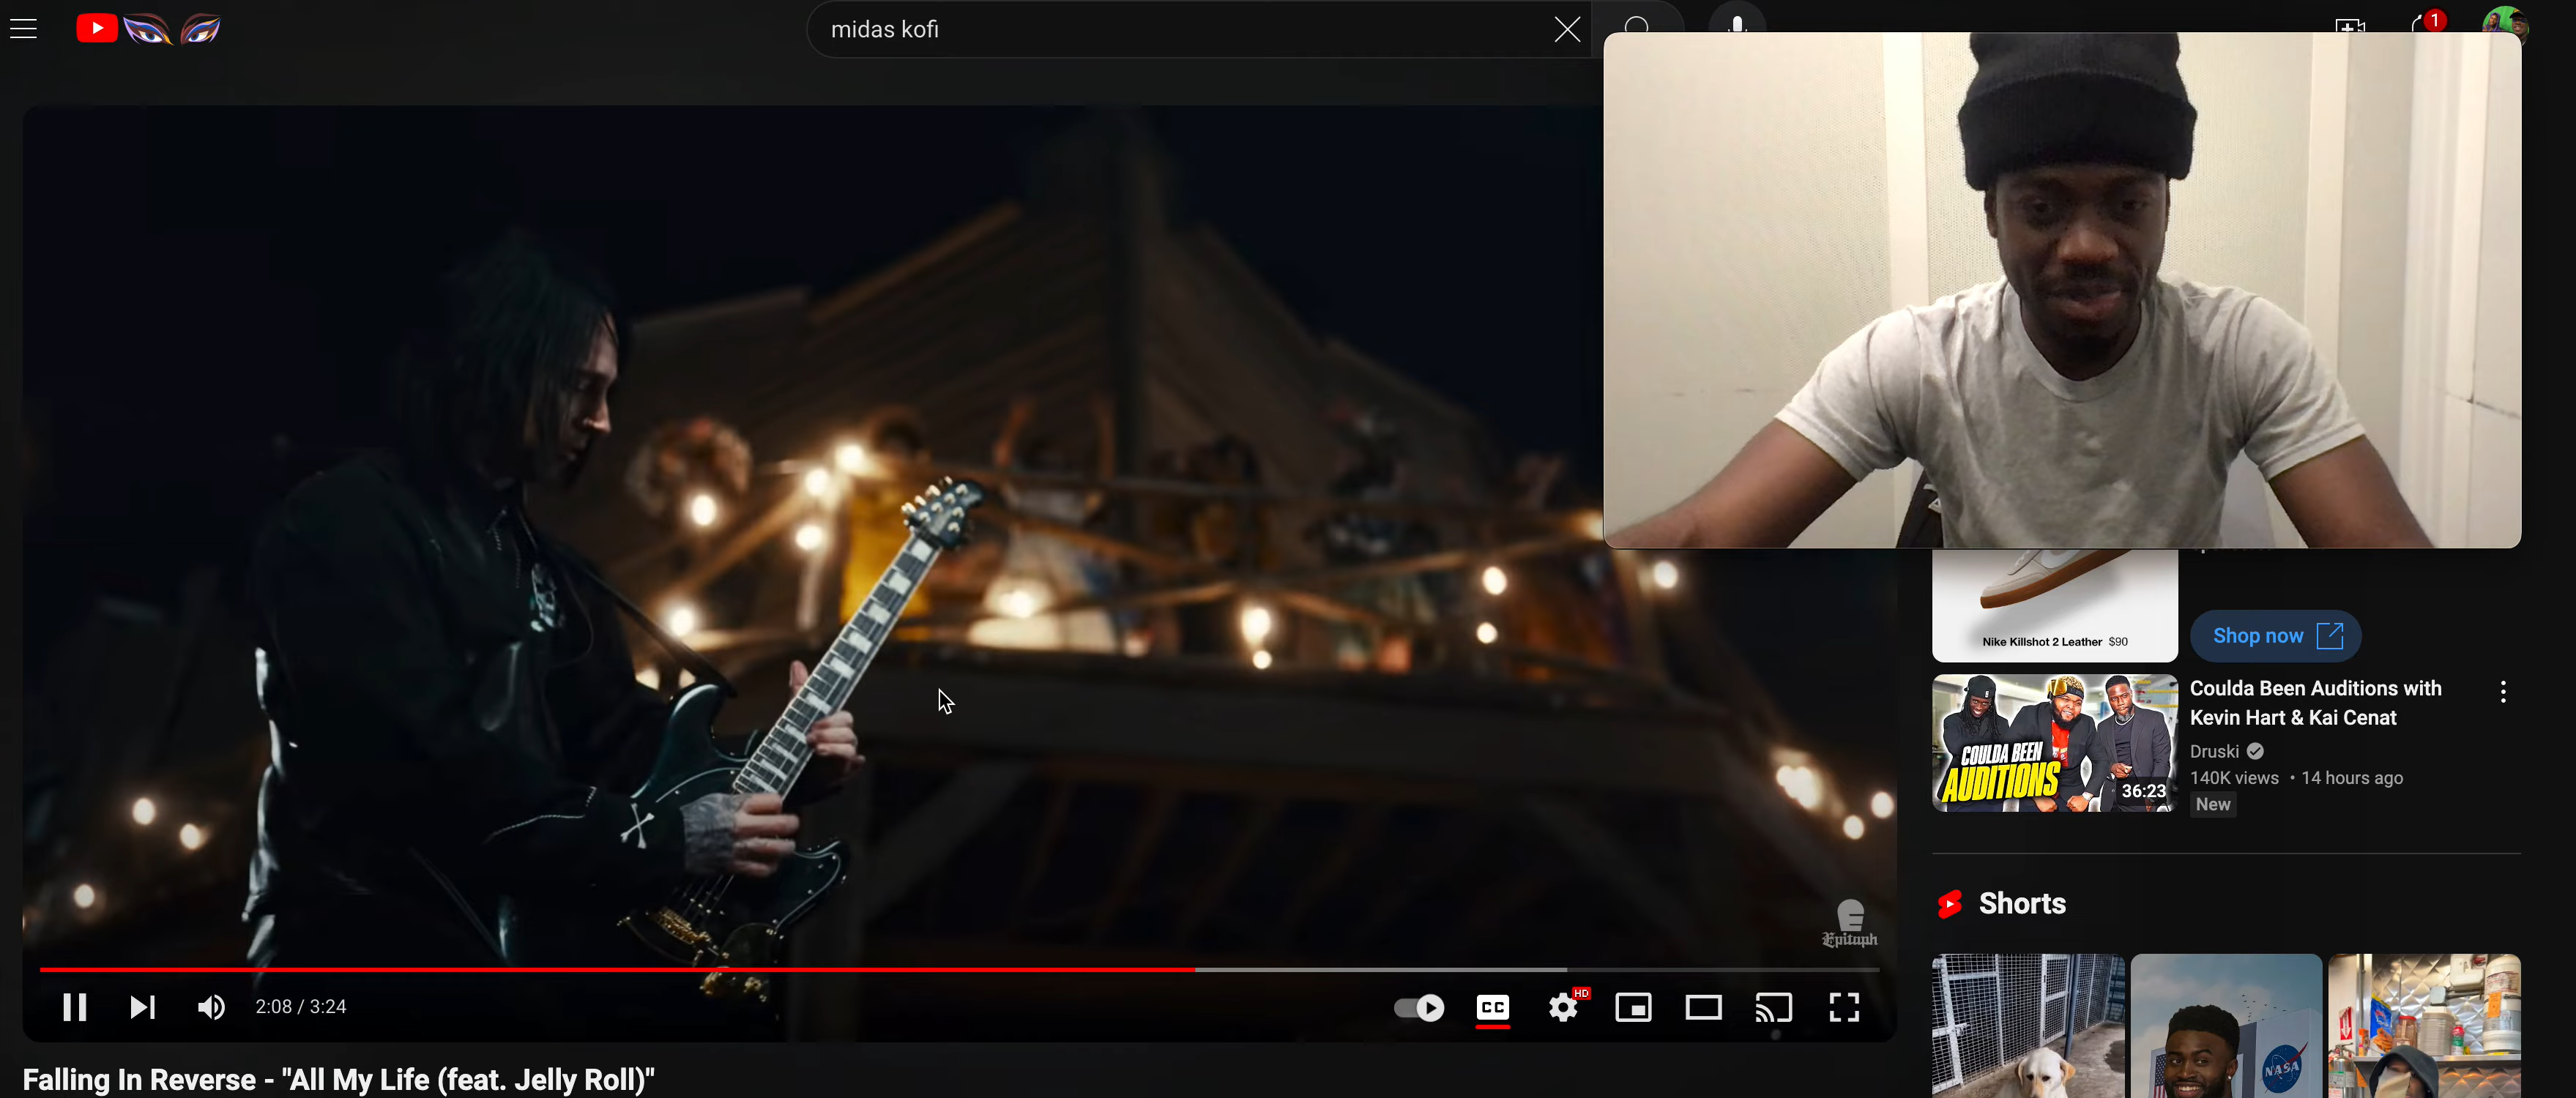 midas kofi
1
Nike Killshot 2 Leather $90
Shop now
COULDA BEEN
AUDITIONS
36:23
Coulda Been Auditions with
Kevin Hart & Kai Cenat
Druski
140K views • 14 hours ago
New
Shorts
NASA
Epitaph
2:08 / 3:24
CC
HD
Falling In Reverse - "All My Life (feat. Jelly Roll)"